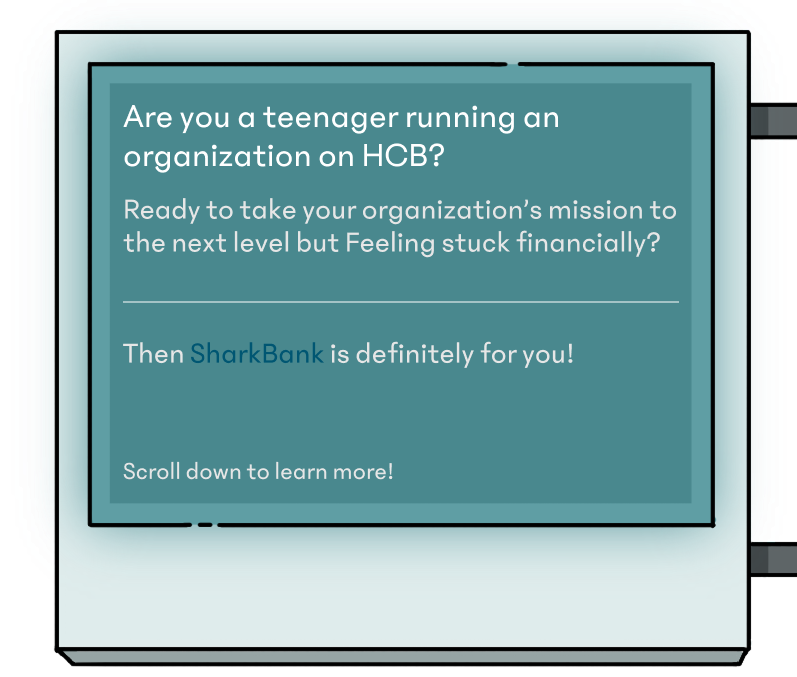 Are you a teenager running an
organization on HCB?
Ready to take your organization’s mission to
the next level but Feeling stuck financially?
Then SharkBank is definitely for you!
Scroll down to learn more!